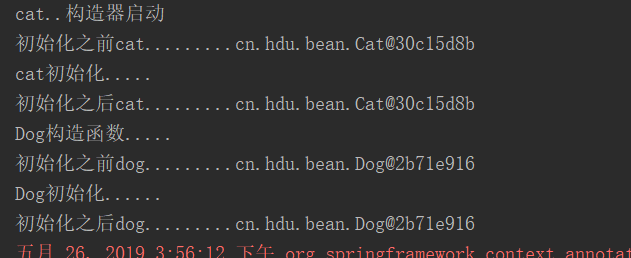 cat..构造器启动
初始化之前cat.........cn.hdu.bean.Cat@30c15d8b
cat初始化.....
初始化之后cat.........cn.hdu.bean.Cat@30c15d8b
Dog构造函数.....
初始化之前dog.........cn.hdu.bean.Dog@2b71e916
Dog初始化......
初始化之后dog.........cn.hdu.bean.Dog@2b71e916
五月 26, 2019 3:56:12 下午 org.springframework.context.annotat